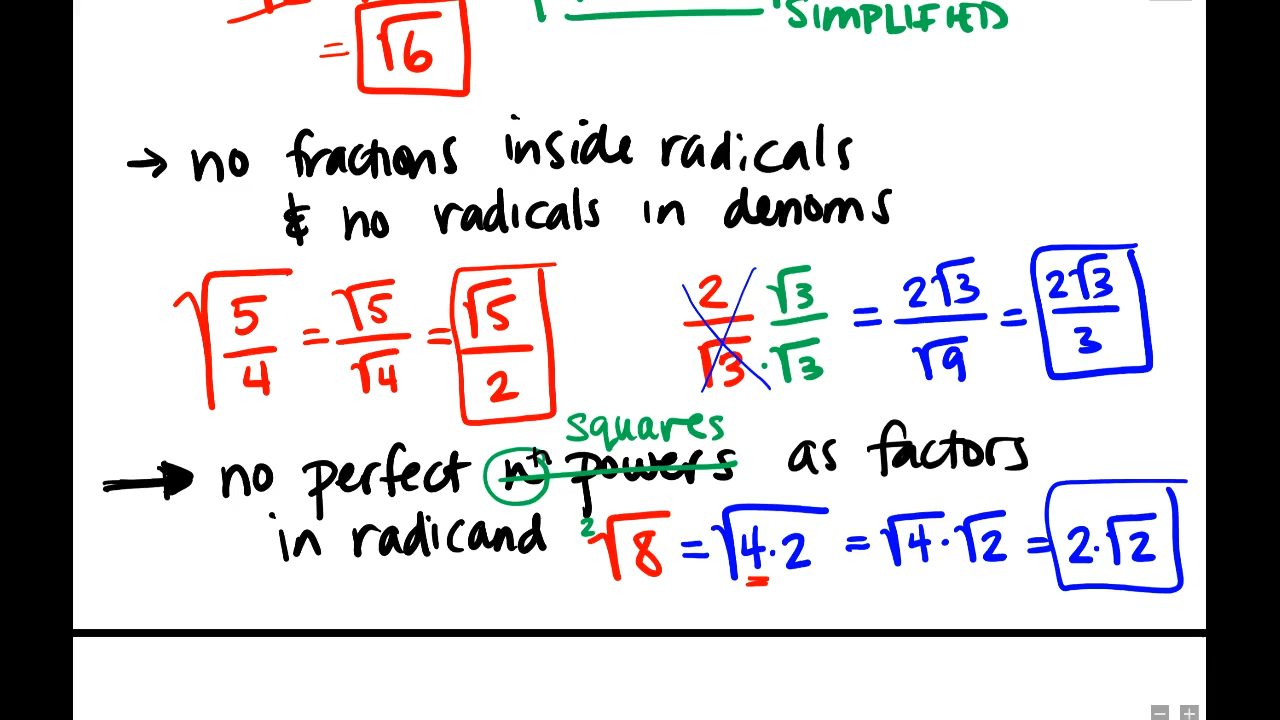 SIMPLIFIED
= √6
→ no fractions inside radicals
& no radicals in denoms
√(5/4) = √5/√4 = √5/2
2/√3 · √3/√3 = 2√3/√9 = 2√3/3
squares
→ no perfect nth powers as factors
in radicand ²√8 = √4·2 = √4·√2 = 2·√2